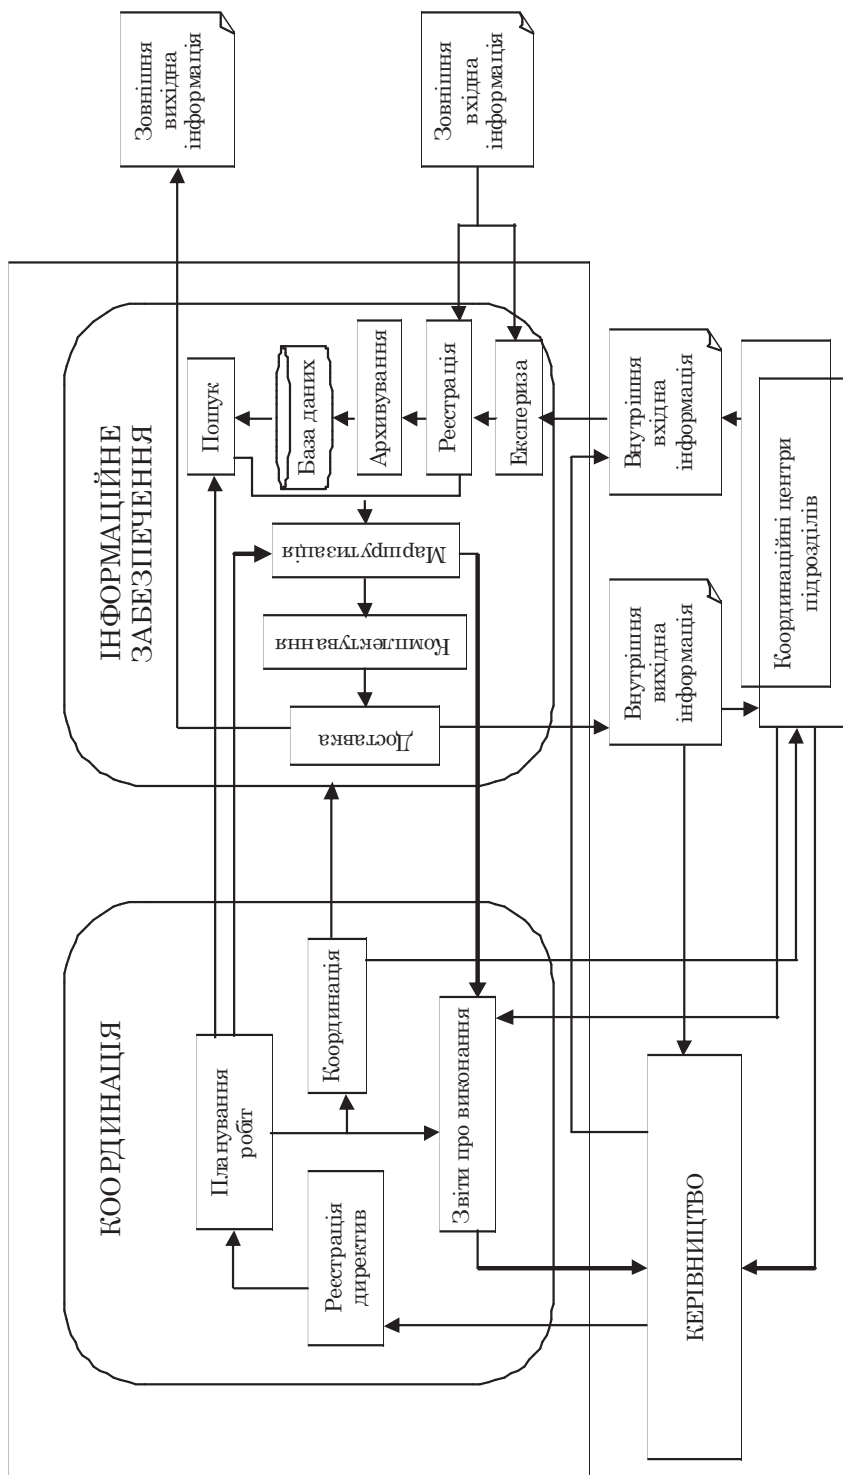 КООРДИНАЦІЯ
Планування
робіт
Реєстрація
директив
Координація
Звіти про виконання
КЕРІВНИЦТВО
ІНФОРМАЦІЙНЕ
ЗАБЕЗПЕЧЕННЯ
Пошук
База даних
Архивування
Реєстрація
Експериза
Маршрутизація
Комплектування
Доставка
Внутрішня
вихідна
інформація
Внутрішня
вхідна
інформація
Координаційні центри
підрозділів
Зовнішня
вихідна
інформація
Зовнішня
вхідна
інформація